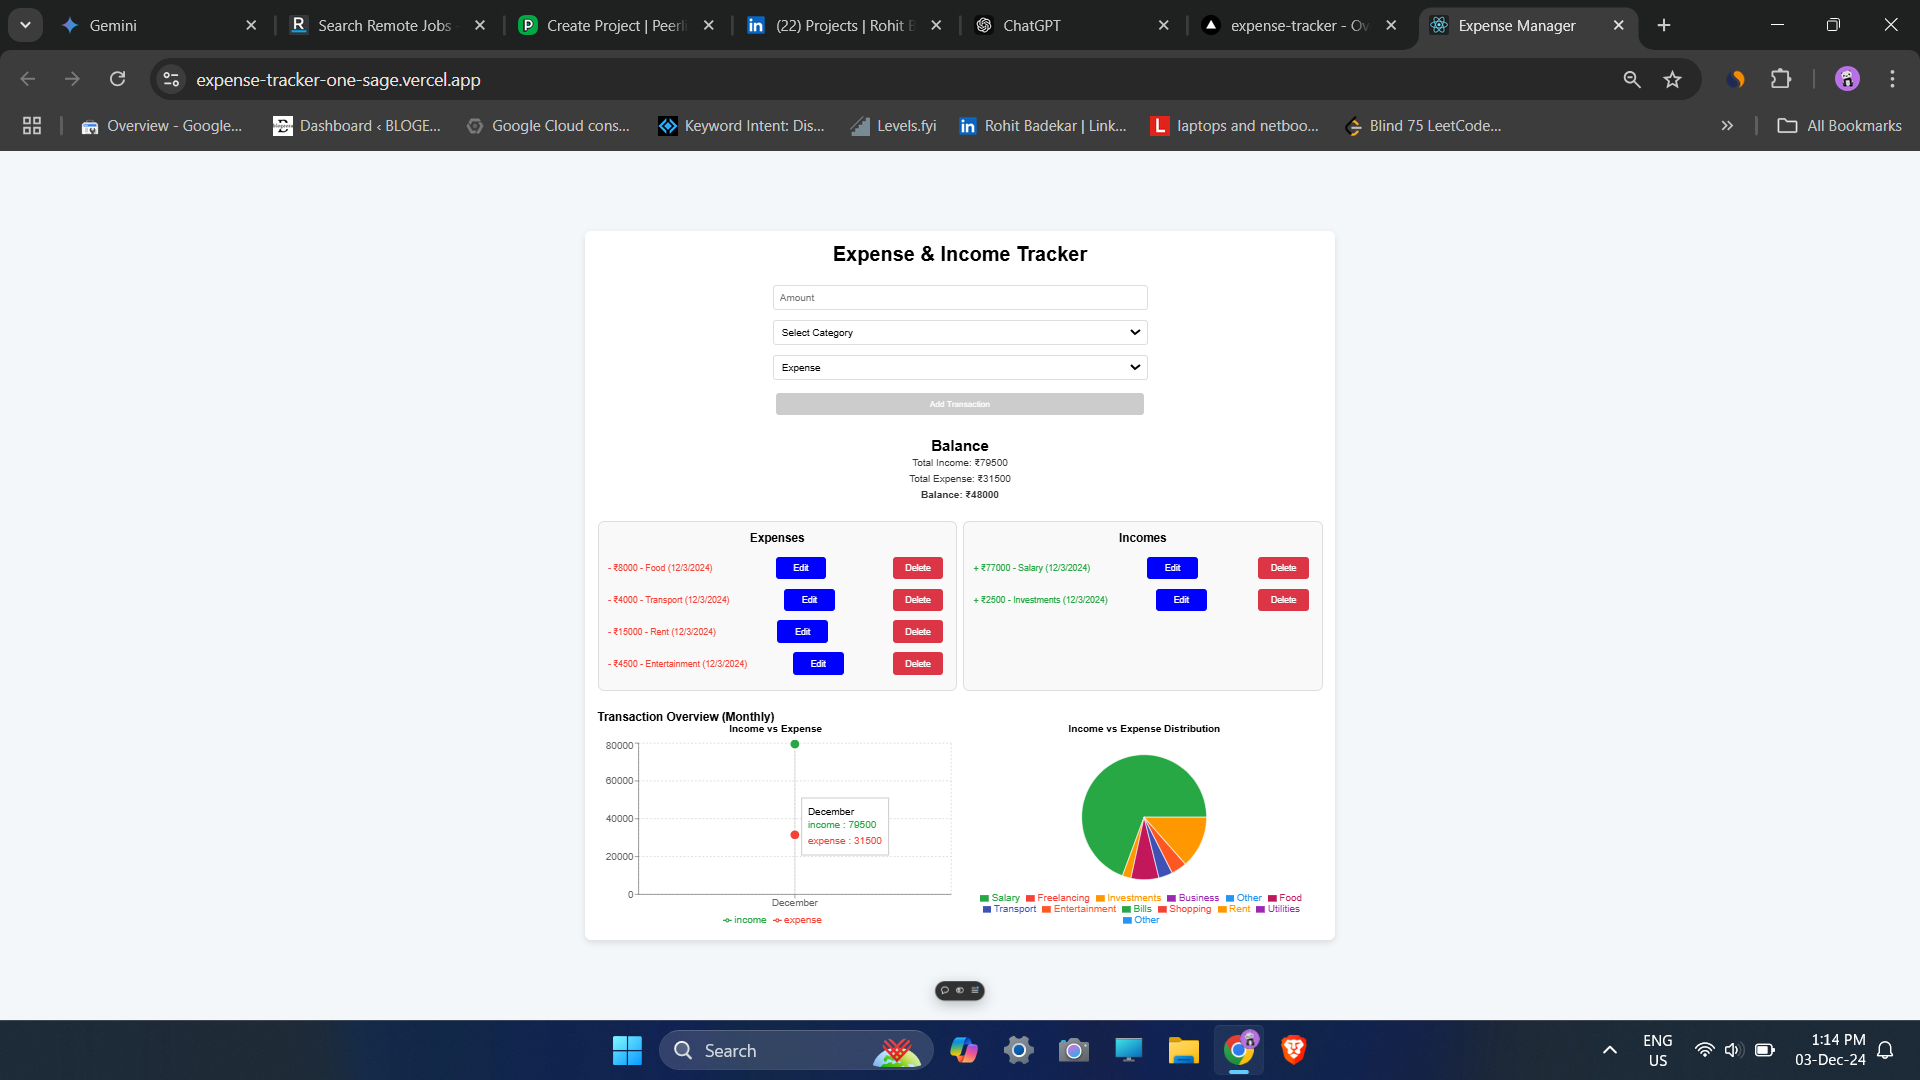 Gemini
Search Remote Jobs
Create Project | Peerli
(22) Projects | Rohit B
ChatGPT
expense-tracker - Ov
Expense Manager
expense-tracker-one-sage.vercel.app
Overview - Google...
Dashboard ‹ BLOGE...
Google Cloud cons...
Keyword Intent: Dis...
Levels.fyi
Rohit Badekar | Link...
laptops and netboo...
Blind 75 LeetCode...
All Bookmarks
Expense & Income Tracker
Amount
Select Category
Expense
Add Transaction
Balance
Total Income: ₹79500
Total Expense: ₹31500
Balance: ₹48000
Expenses
- ₹8000 - Food (12/3/2024) Edit Delete
- ₹4000 - Transport (12/3/2024) Edit Delete
- ₹15000 - Rent (12/3/2024) Edit Delete
- ₹4500 - Entertainment (12/3/2024) Edit Delete
Incomes
+ ₹77000 - Salary (12/3/2024) Edit Delete
+ ₹2500 - Investments (12/3/2024) Edit Delete
Transaction Overview (Monthly)
Income vs Expense
80000
60000
40000
20000
0
December
income : 79500
expense : 31500
December
income expense
Income vs Expense Distribution
Salary Freelancing Investments Business Other Food
Transport Entertainment Bills Shopping Rent Utilities
Other
Search
ENG
US
1:14 PM
03-Dec-24